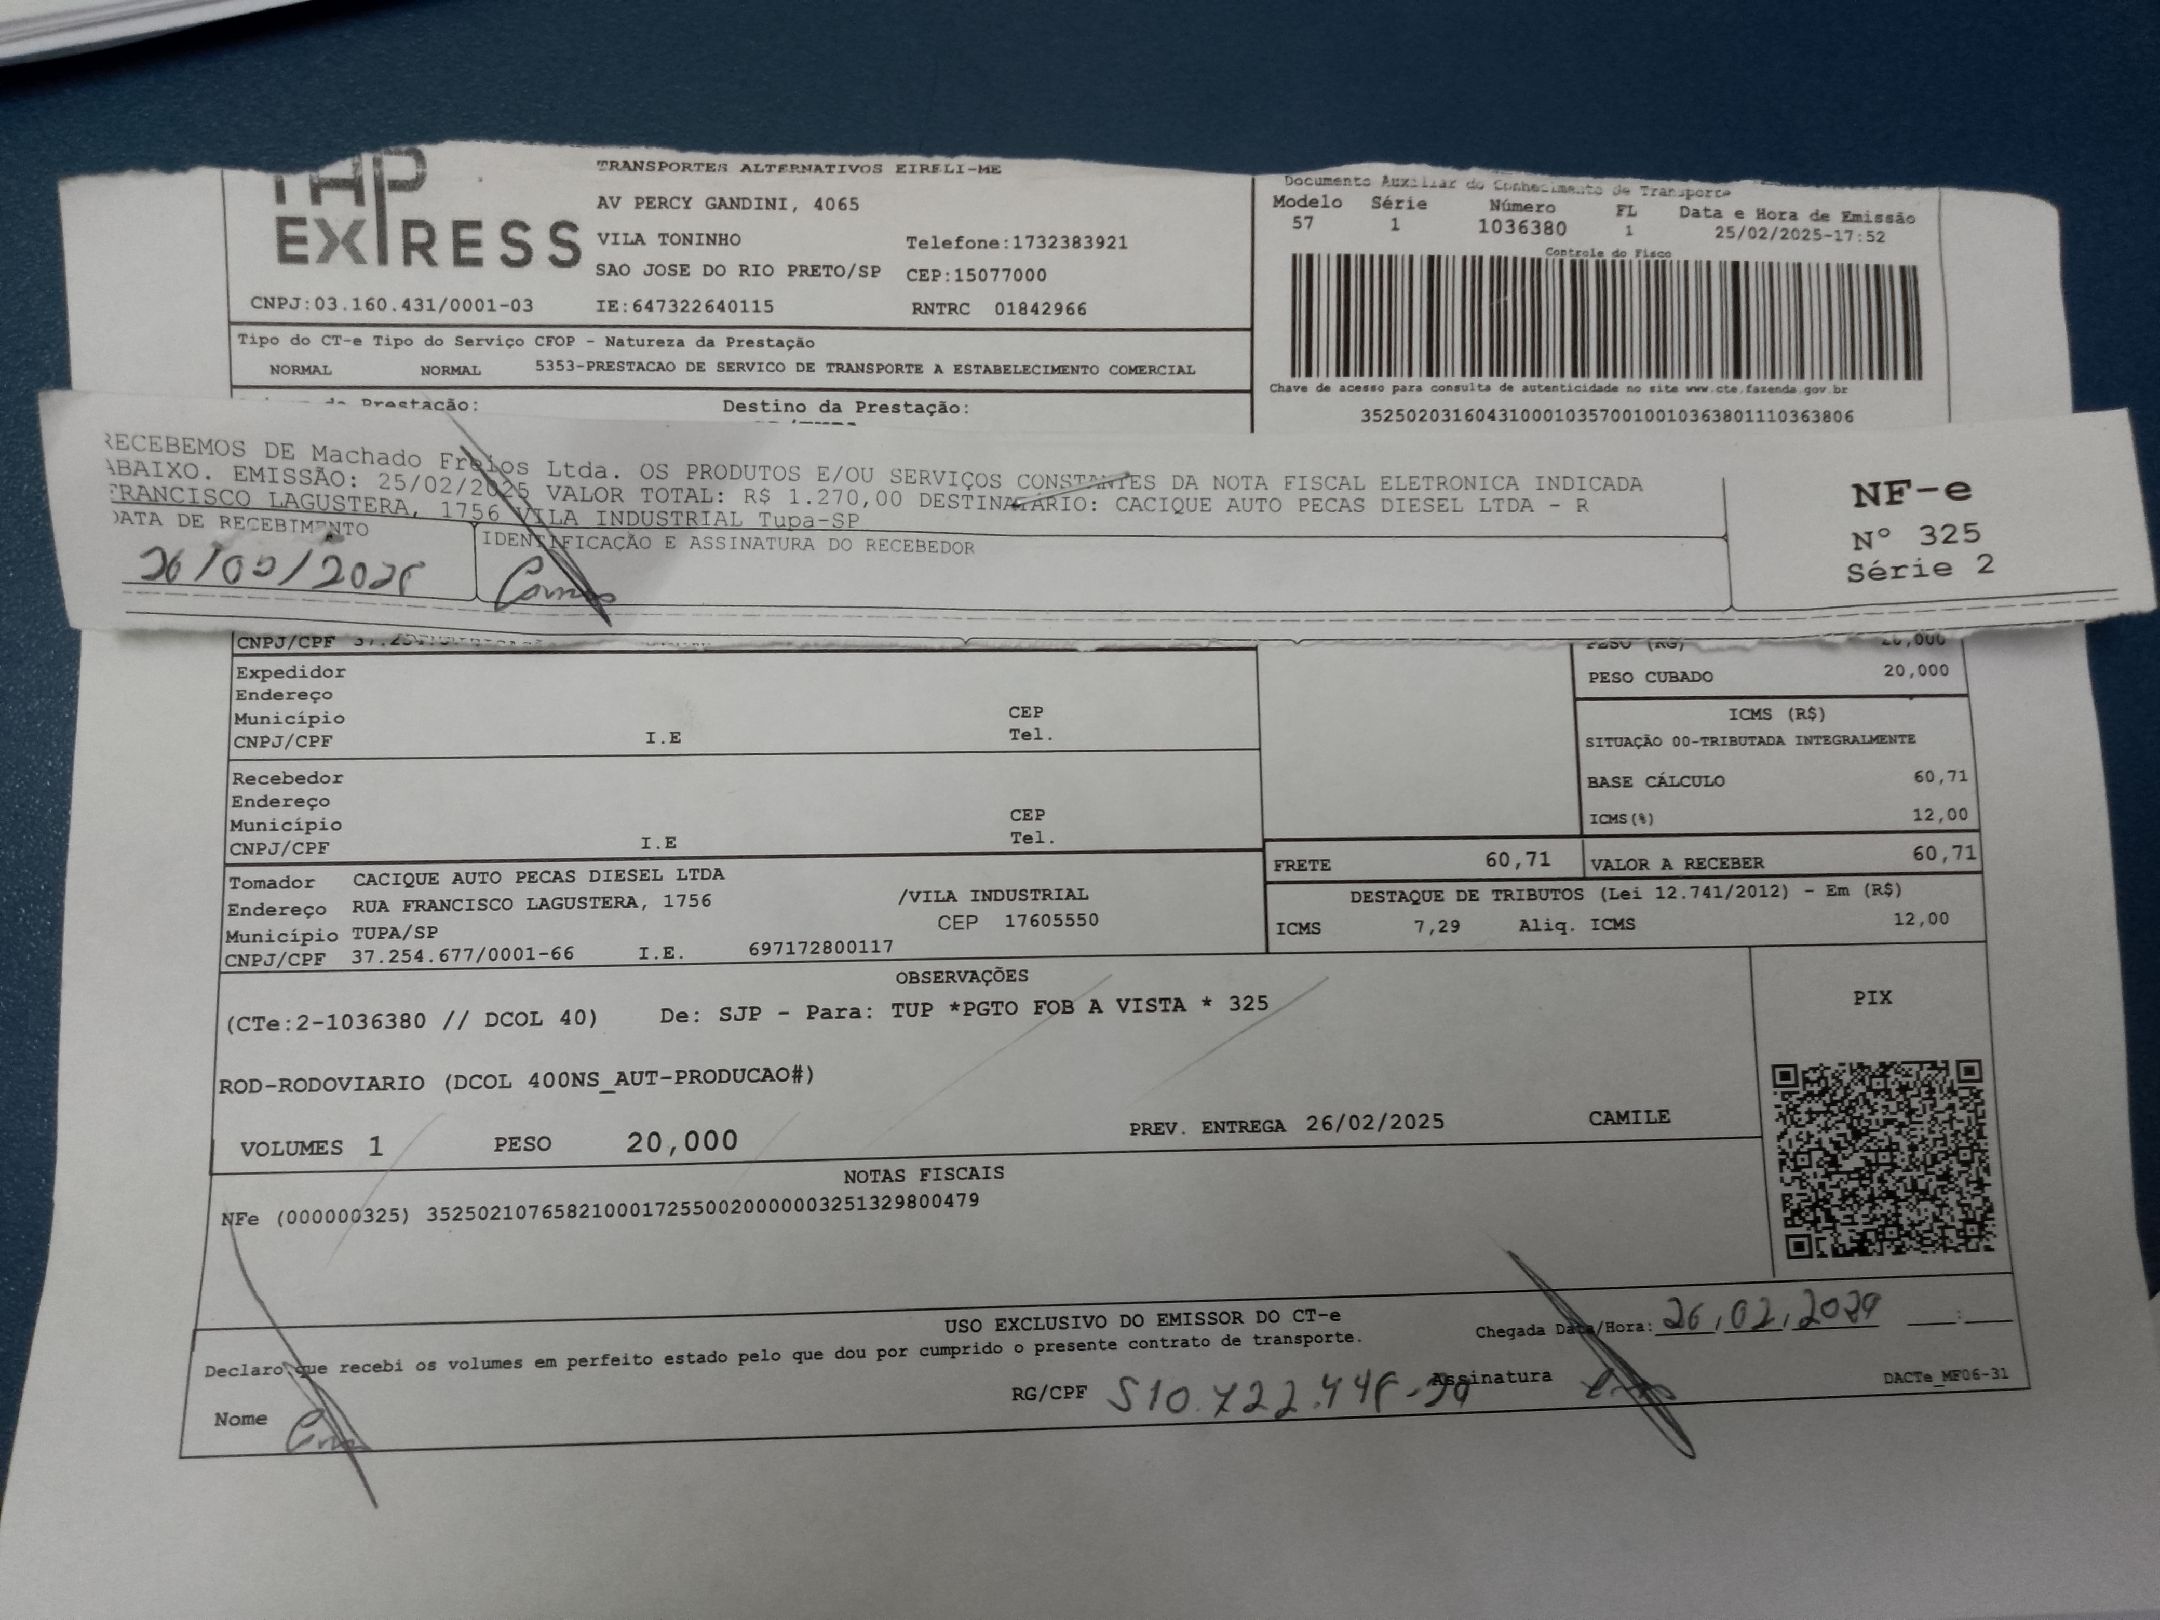 EXPRESS
TRANSPORTES ALTERNATIVOS EIRELI-ME
AV PERCY GANDINI, 4065
VILA TONINHO Telefone:1732383921
SAO JOSE DO RIO PRETO/SP CEP:15077000
CNPJ:03.160.431/0001-03 IE:647322640115 RNTRC 01842966
Documento Auxiliar do Conhecimento de Transporte
Modelo Série Número FL Data e Hora de Emissão
57 1 1036380 1 25/02/2025-17:52
Controle do Fisco
Chave de acesso para consulta de autenticidade no site www.cte.fazenda.gov.br
35250203160431000103570010010363801110363806
Tipo do CT-e Tipo do Serviço CFOP - Natureza da Prestação
NORMAL NORMAL 5353-PRESTACAO DE SERVICO DE TRANSPORTE A ESTABELECIMENTO COMERCIAL
da Prestação: Destino da Prestação:
RECEBEMOS DE Machado Freios Ltda. OS PRODUTOS E/OU SERVIÇOS CONSTANTES DA NOTA FISCAL ELETRONICA INDICADA
ABAIXO. EMISSÃO: 25/02/2025 VALOR TOTAL: R$ 1.270,00 DESTINATÁRIO: CACIQUE AUTO PECAS DIESEL LTDA - R
FRANCISCO LAGUSTERA, 1756 VILA INDUSTRIAL Tupa-SP
DATA DE RECEBIMENTO IDENTIFICAÇÃO E ASSINATURA DO RECEBEDOR
NF-e
Nº 325
Série 2
CNPJ/CPF
PESO (KG) 20,000
PESO CUBADO 20,000
Expedidor
Endereço
Município CEP
CNPJ/CPF I.E Tel.
ICMS (R$)
SITUAÇÃO 00-TRIBUTADA INTEGRALMENTE
BASE CÁLCULO 60,71
ICMS(%) 12,00
Recebedor
Endereço
Município CEP
CNPJ/CPF I.E Tel.
FRETE 60,71 VALOR A RECEBER 60,71
DESTAQUE DE TRIBUTOS (Lei 12.741/2012) - Em (R$)
ICMS 7,29 Aliq. ICMS 12,00
Tomador CACIQUE AUTO PECAS DIESEL LTDA
Endereço RUA FRANCISCO LAGUSTERA, 1756 /VILA INDUSTRIAL
Município TUPA/SP CEP 17605550
CNPJ/CPF 37.254.677/0001-66 I.E. 697172800117
OBSERVAÇÕES
(CTe:2-1036380 // DCOL 40) De: SJP - Para: TUP *PGTO FOB A VISTA * 325
PIX
ROD-RODOVIARIO (DCOL 400NS_AUT-PRODUCAO#)
VOLUMES 1 PESO 20,000 PREV. ENTREGA 26/02/2025 CAMILE
NOTAS FISCAIS
NFe (000000325) 35250210765821000172550020000003251329800479
USO EXCLUSIVO DO EMISSOR DO CT-e
Declaro que recebi os volumes em perfeito estado pelo que dou por cumprido o presente contrato de transporte.
Chegada Data/Hora: 26,02, :
Nome RG/CPF Assinatura
DACTe_MF06-31